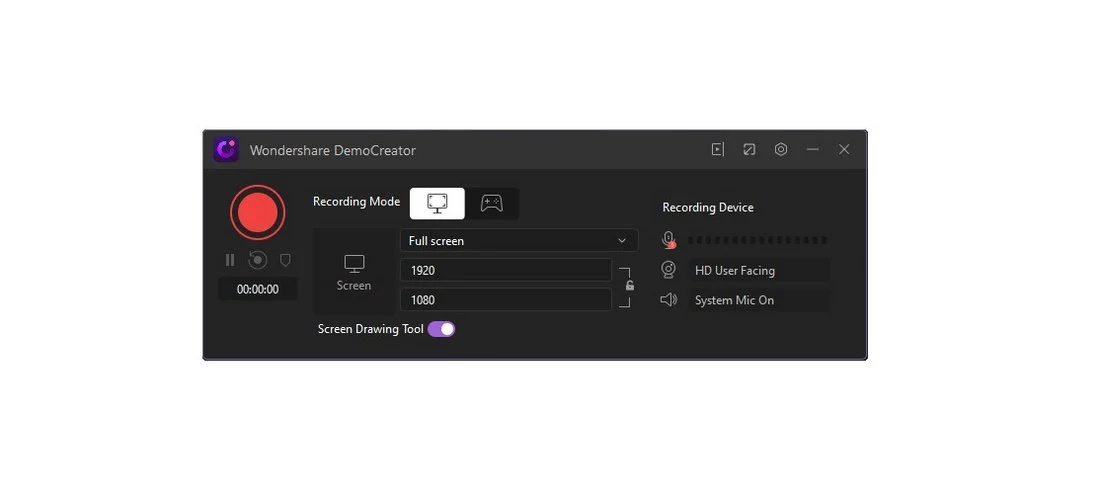 Wondershare DemoCreator
Recording Mode
Recording Device
Full screen
1920
HD User Facing
Screen
00:00:00
1080
System Mic On
Screen Drawing Tool